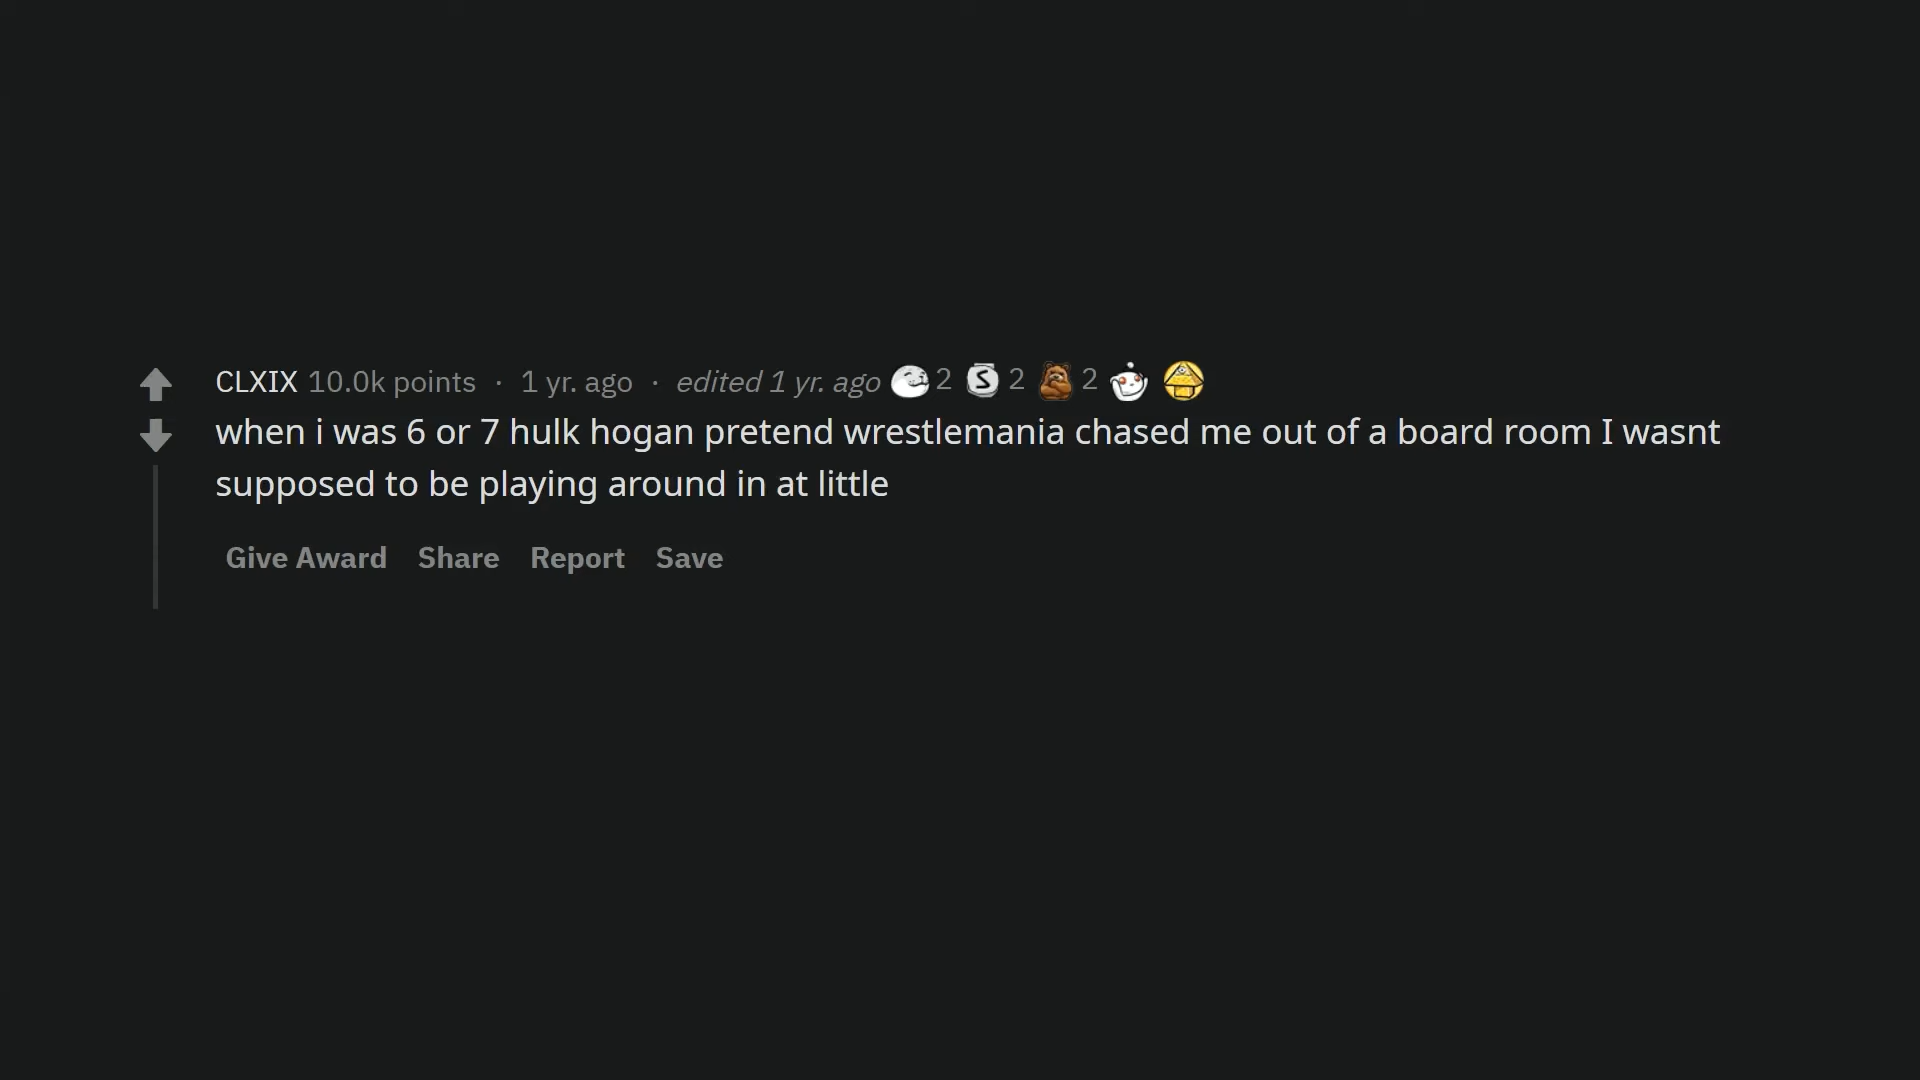 CLXIX 10.0k points · 1 yr. ago · edited 1 yr. ago 2 S 2 2
when i was 6 or 7 hulk hogan pretend wrestlemania chased me out of a board room I wasnt
supposed to be playing around in at little
Give Award Share Report Save